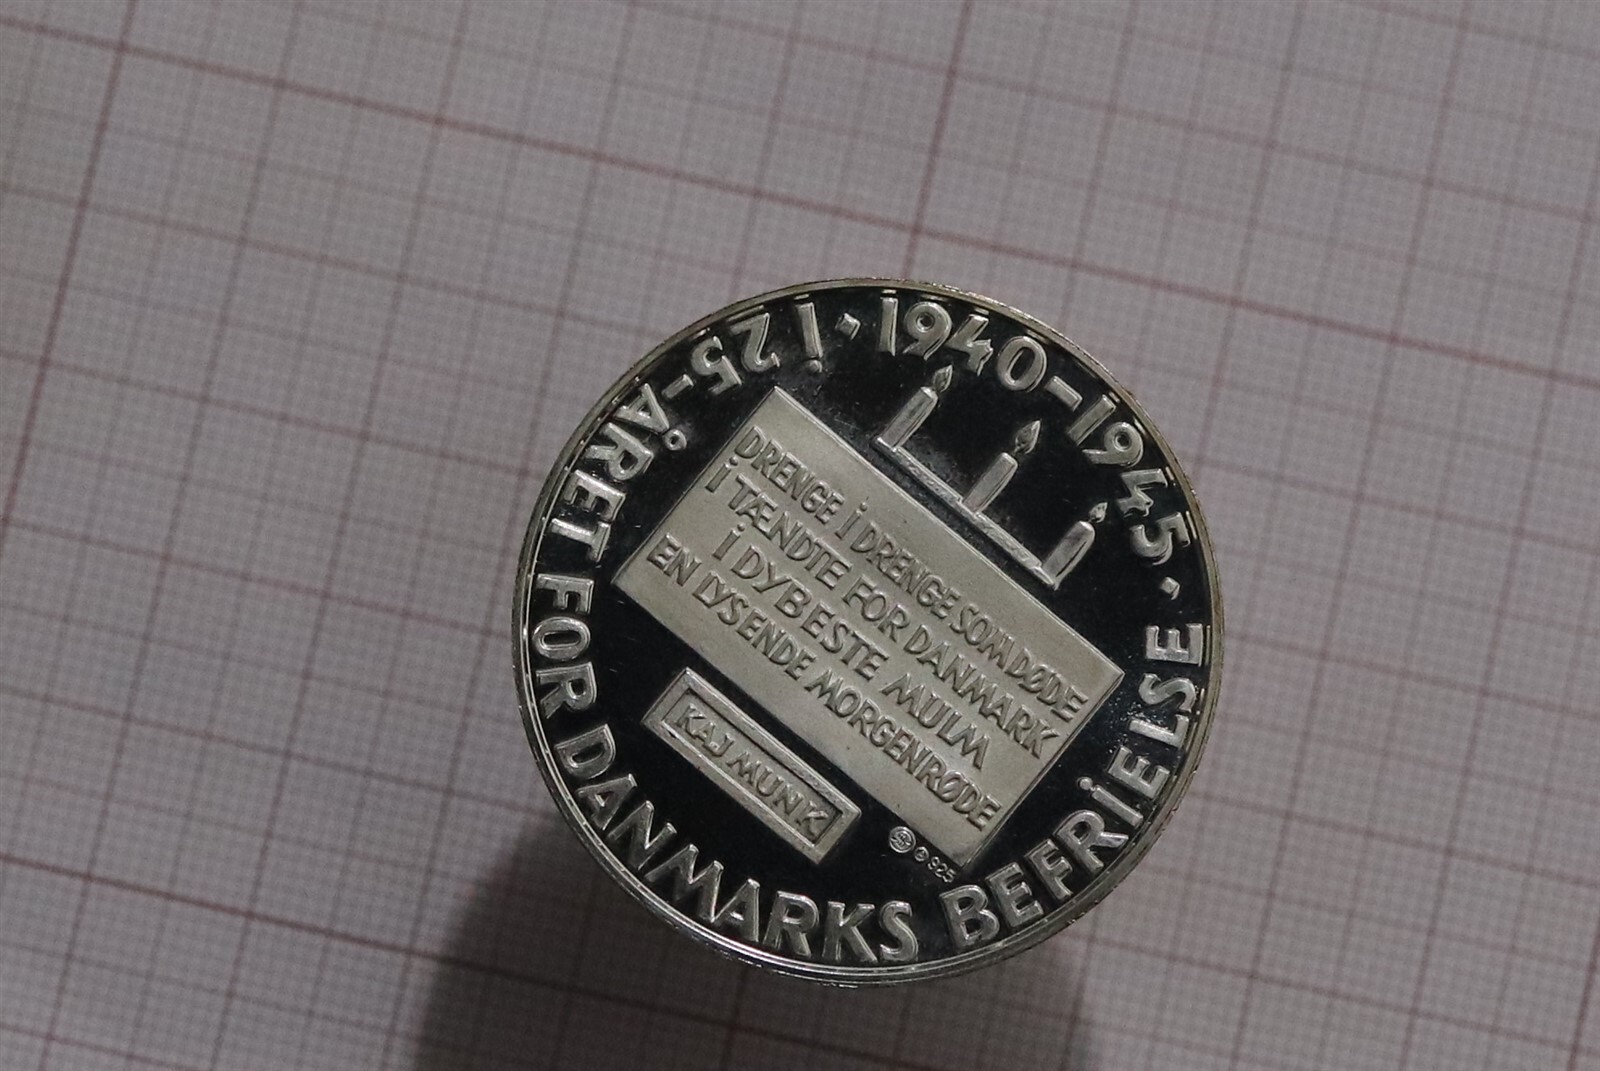 1940-1945 ·
I 25-ÅRET FOR DANMARKS BEFRIELSE ·
DRENGE I DRENGE SOM DØDE
I TÆNDTE FOR DANMARK
I DYBESTE MULM
EN LYSENDE MORGENRØDE
KAJ MUNK
925